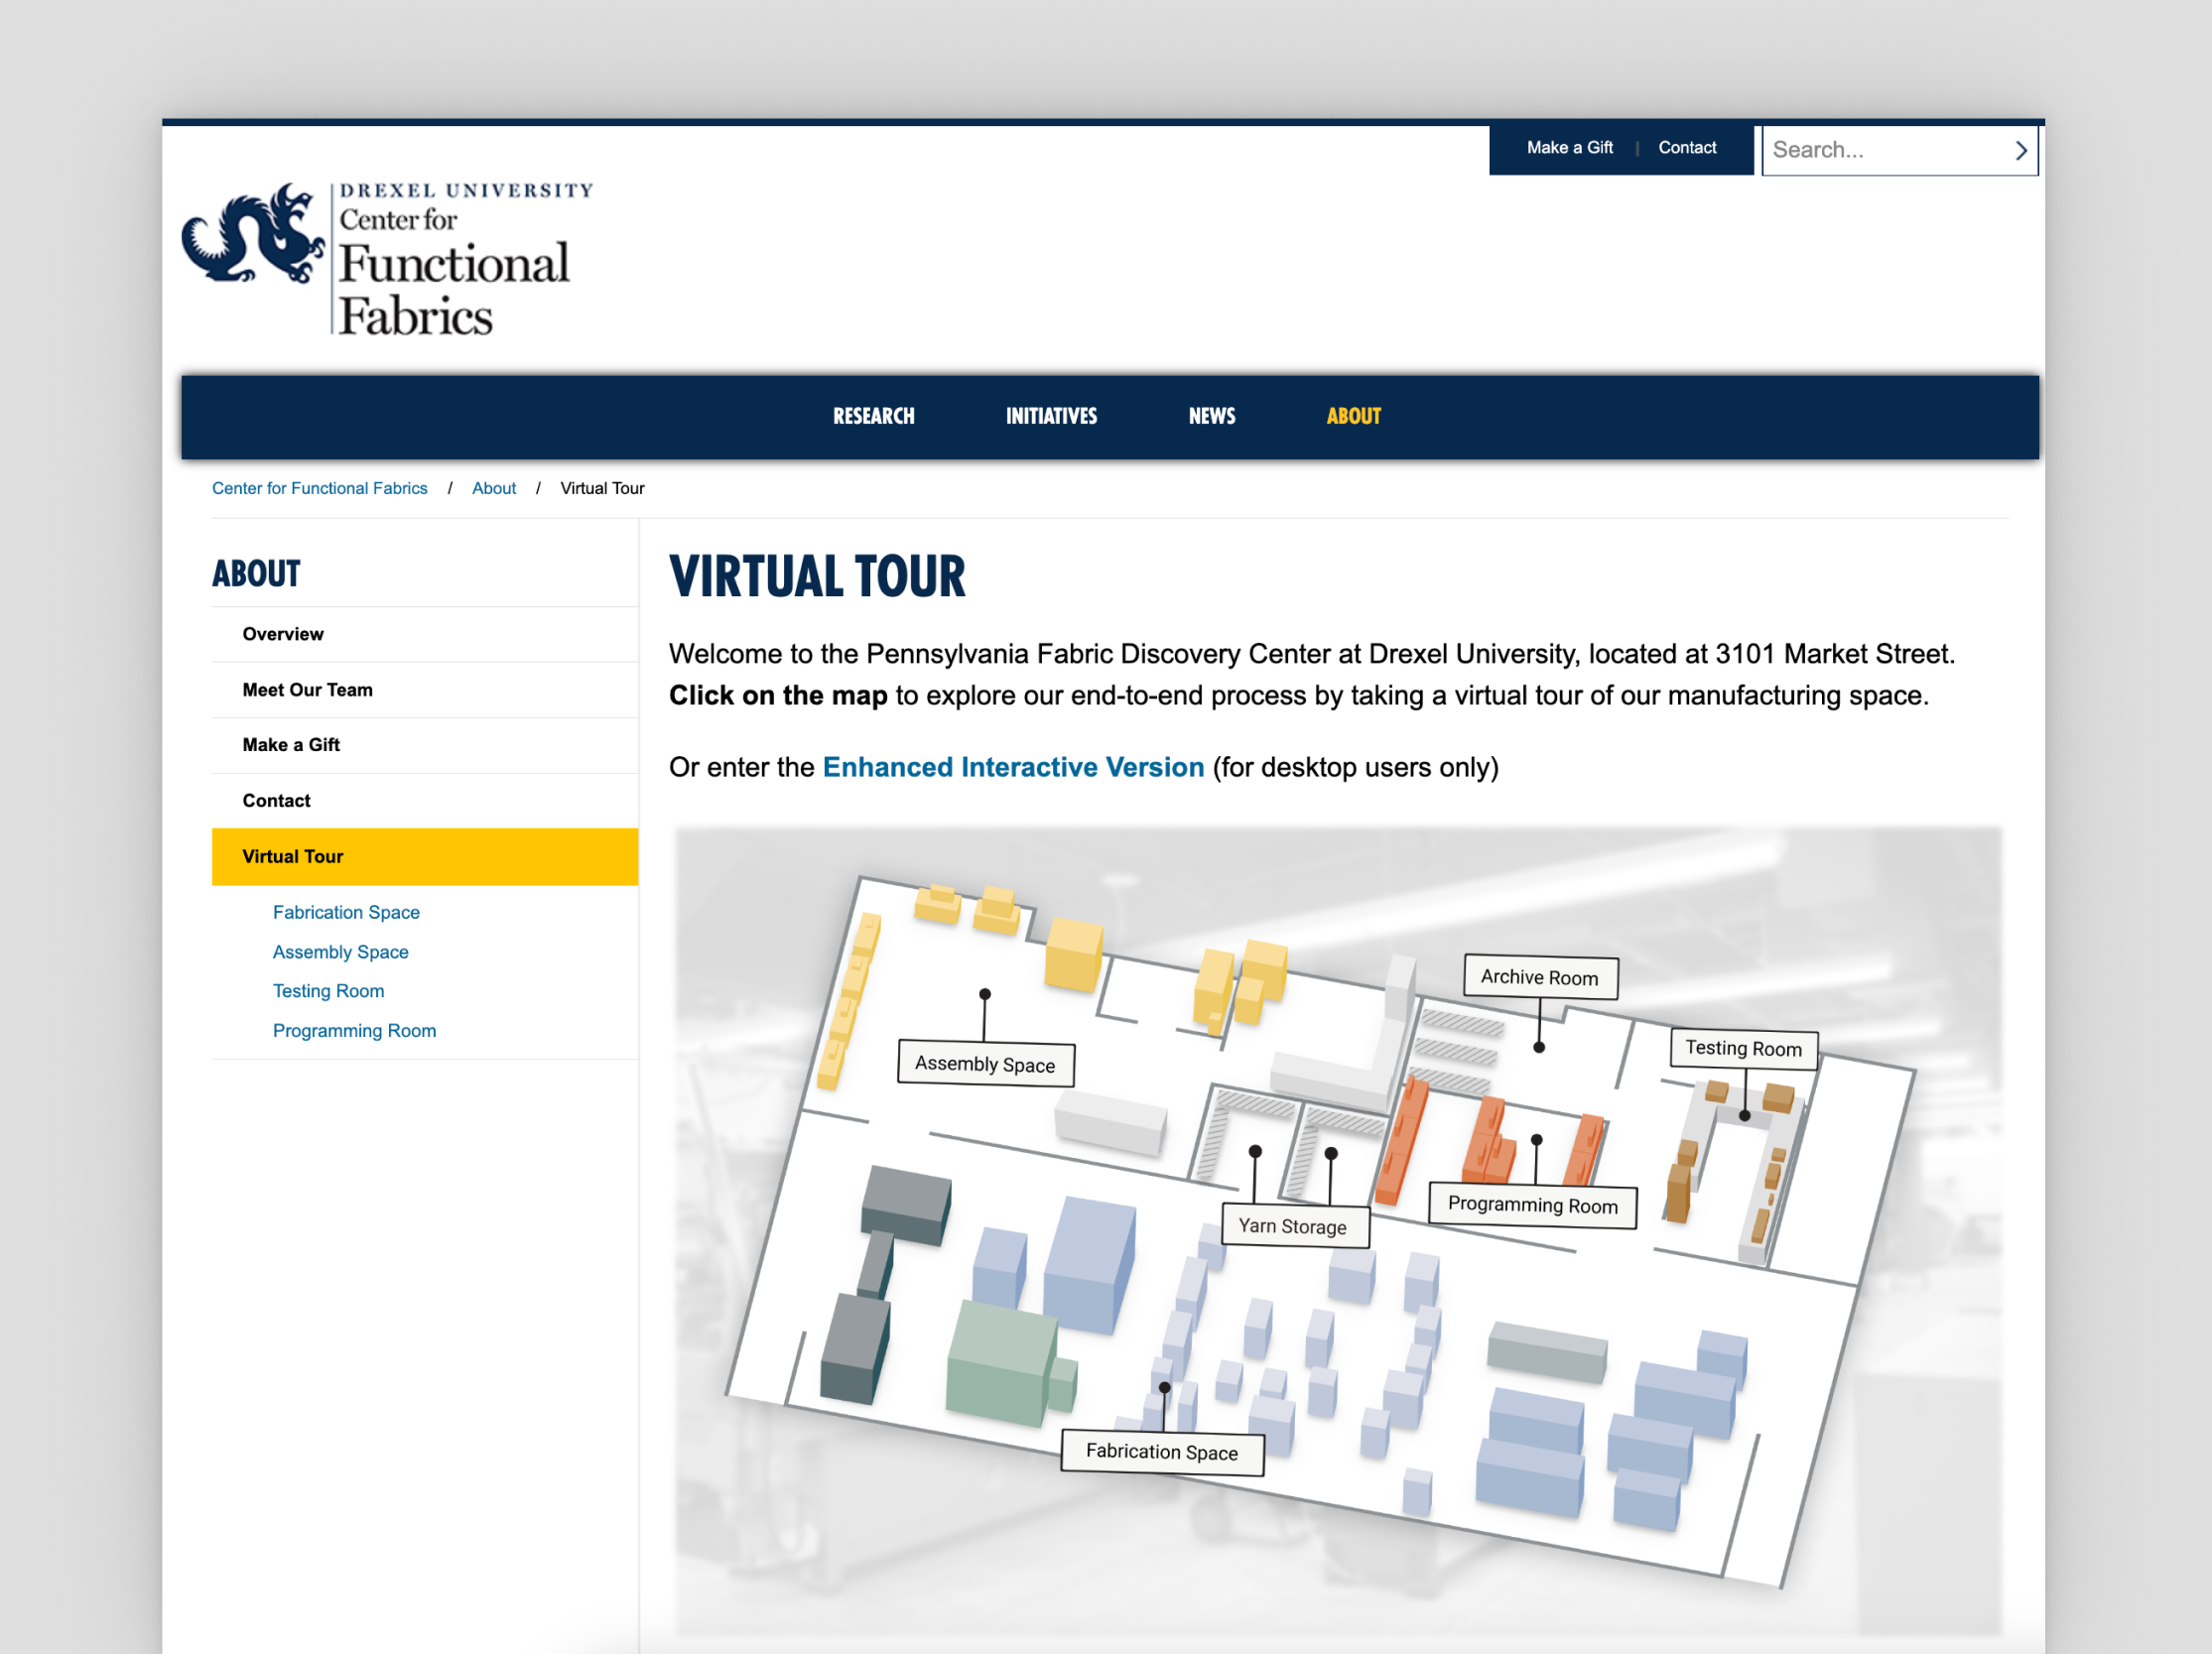 Make a Gift | Contact
Search...
DREXEL UNIVERSITY
Center for
Functional
Fabrics
RESEARCH
INITIATIVES
NEWS
ABOUT
Center for Functional Fabrics / About / Virtual Tour
ABOUT
Overview
Meet Our Team
Make a Gift
Contact
Virtual Tour
Fabrication Space
Assembly Space
Testing Room
Programming Room
VIRTUAL TOUR
Welcome to the Pennsylvania Fabric Discovery Center at Drexel University, located at 3101 Market Street.
Click on the map to explore our end-to-end process by taking a virtual tour of our manufacturing space.
Or enter the Enhanced Interactive Version (for desktop users only)
Archive Room
Testing Room
Assembly Space
Programming Room
Yarn Storage
Fabrication Space